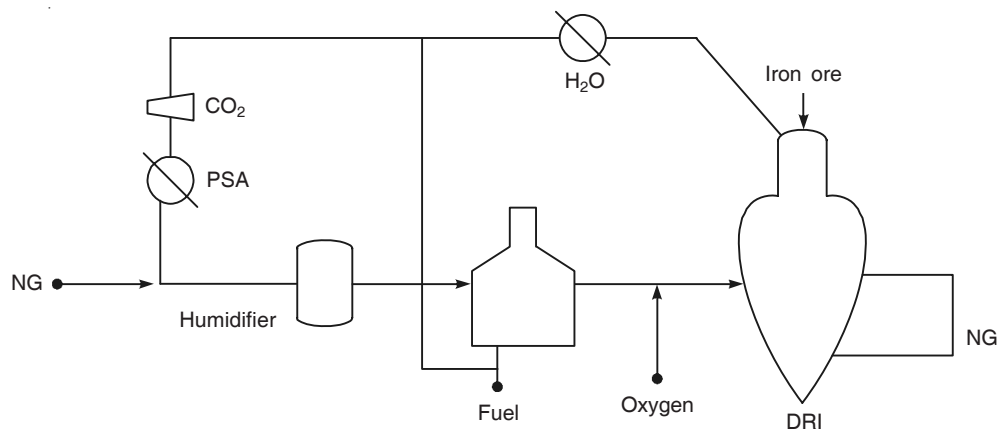 Iron ore
H₂O
CO₂
PSA
NG
Humidifier
NG
Fuel
Oxygen
DRI